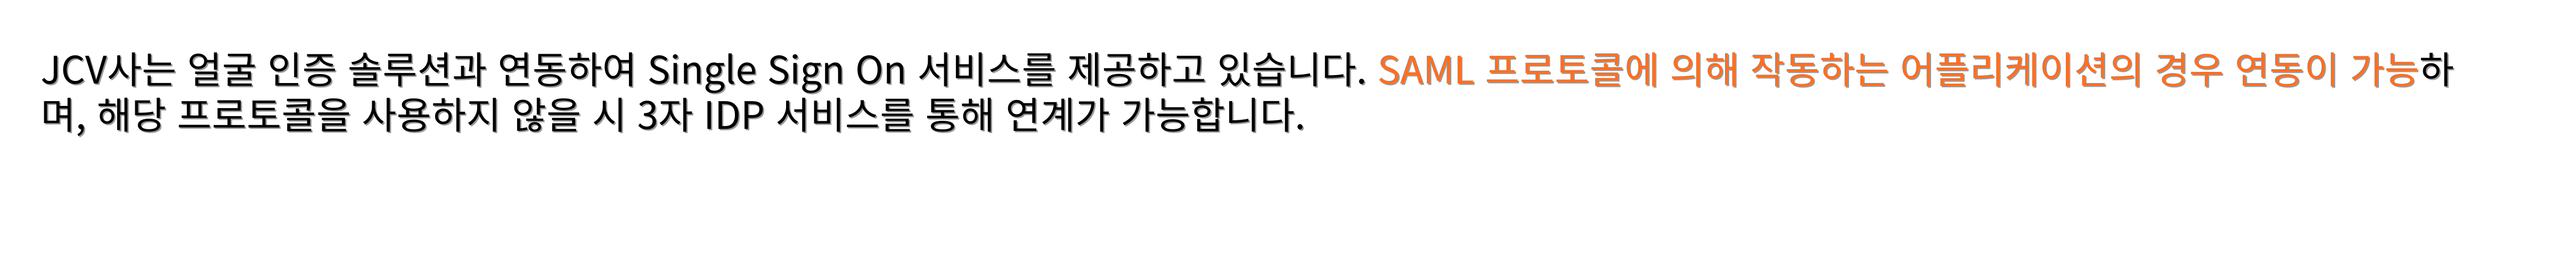 JCV사는 얼굴 인증 솔루션과 연동하여 Single Sign On 서비스를 제공하고 있습니다. SAML 프로토콜에 의해 작동하는 어플리케이션의 경우 연동이 가능하
며, 해당 프로토콜을 사용하지 않을 시 3자 IDP 서비스를 통해 연계가 가능합니다.